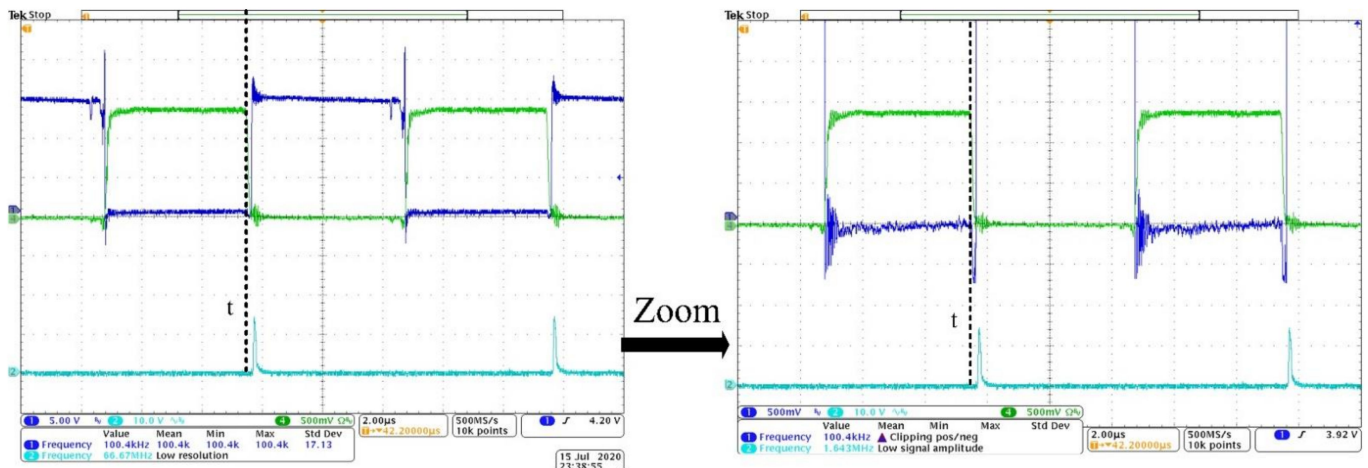 Tek Stop
t
1 5.00 V 2 10.0 V 4 500mV Ω
2.00µs
42.20000µs
500MS/s
10k points
1 4.20 V
Value Mean Min Max Std Dev
1 Frequency 100.4kHz 100.4k 100.4k 100.4k 17.13
2 Frequency 66.67MHz Low resolution
15 Jul 2020
23:38:55
Zoom
Tek Stop
t
1 500mV 2 10.0 V 4 500mV Ω
2.00µs
42.20000µs
500MS/s
10k points
1 3.92 V
Value Mean Min Max Std Dev
1 Frequency 100.4kHz Clipping pos/neg
2 Frequency 1.643MHz Low signal amplitude